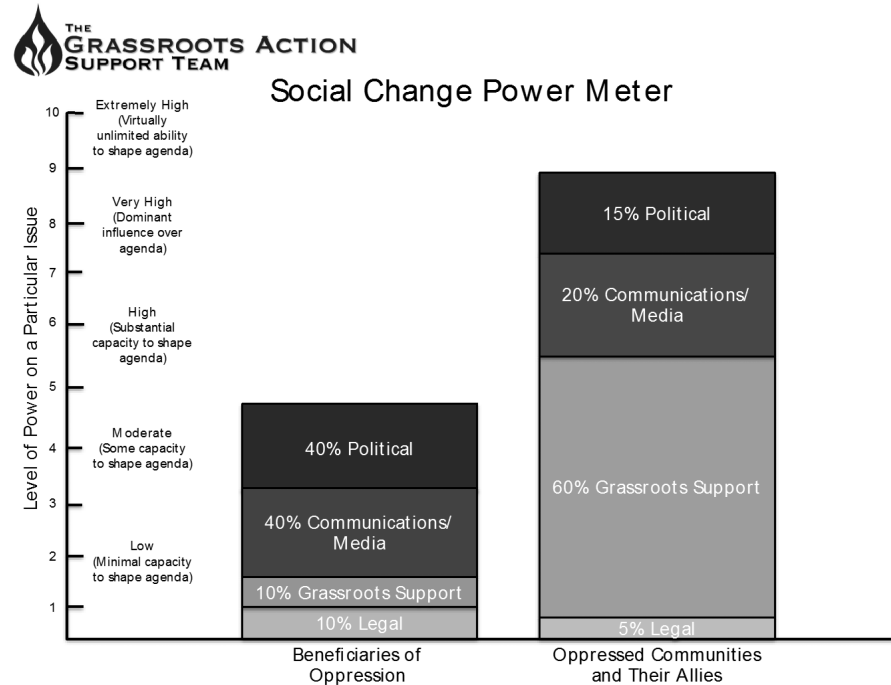 THE
GRASSROOTS ACTION
SUPPORT TEAM
Social Change Power Meter
Level of Power on a Particular Issue
10
9
8
7
6
5
4
3
2
1
Extremely High
(Virtually
unlimited ability
to shape agenda)
Very High
(Dominant
influence over
agenda)
High
(Substantial
capacity to shape
agenda)
Moderate
(Some capacity
to shape agenda)
Low
(Minimal capacity
to shape agenda)
40% Political
40% Communications/
Media
10% Grassroots Support
10% Legal
15% Political
20% Communications/
Media
60% Grassroots Support
5% Legal
Beneficiaries of
Oppression
Oppressed Communities
and Their Allies